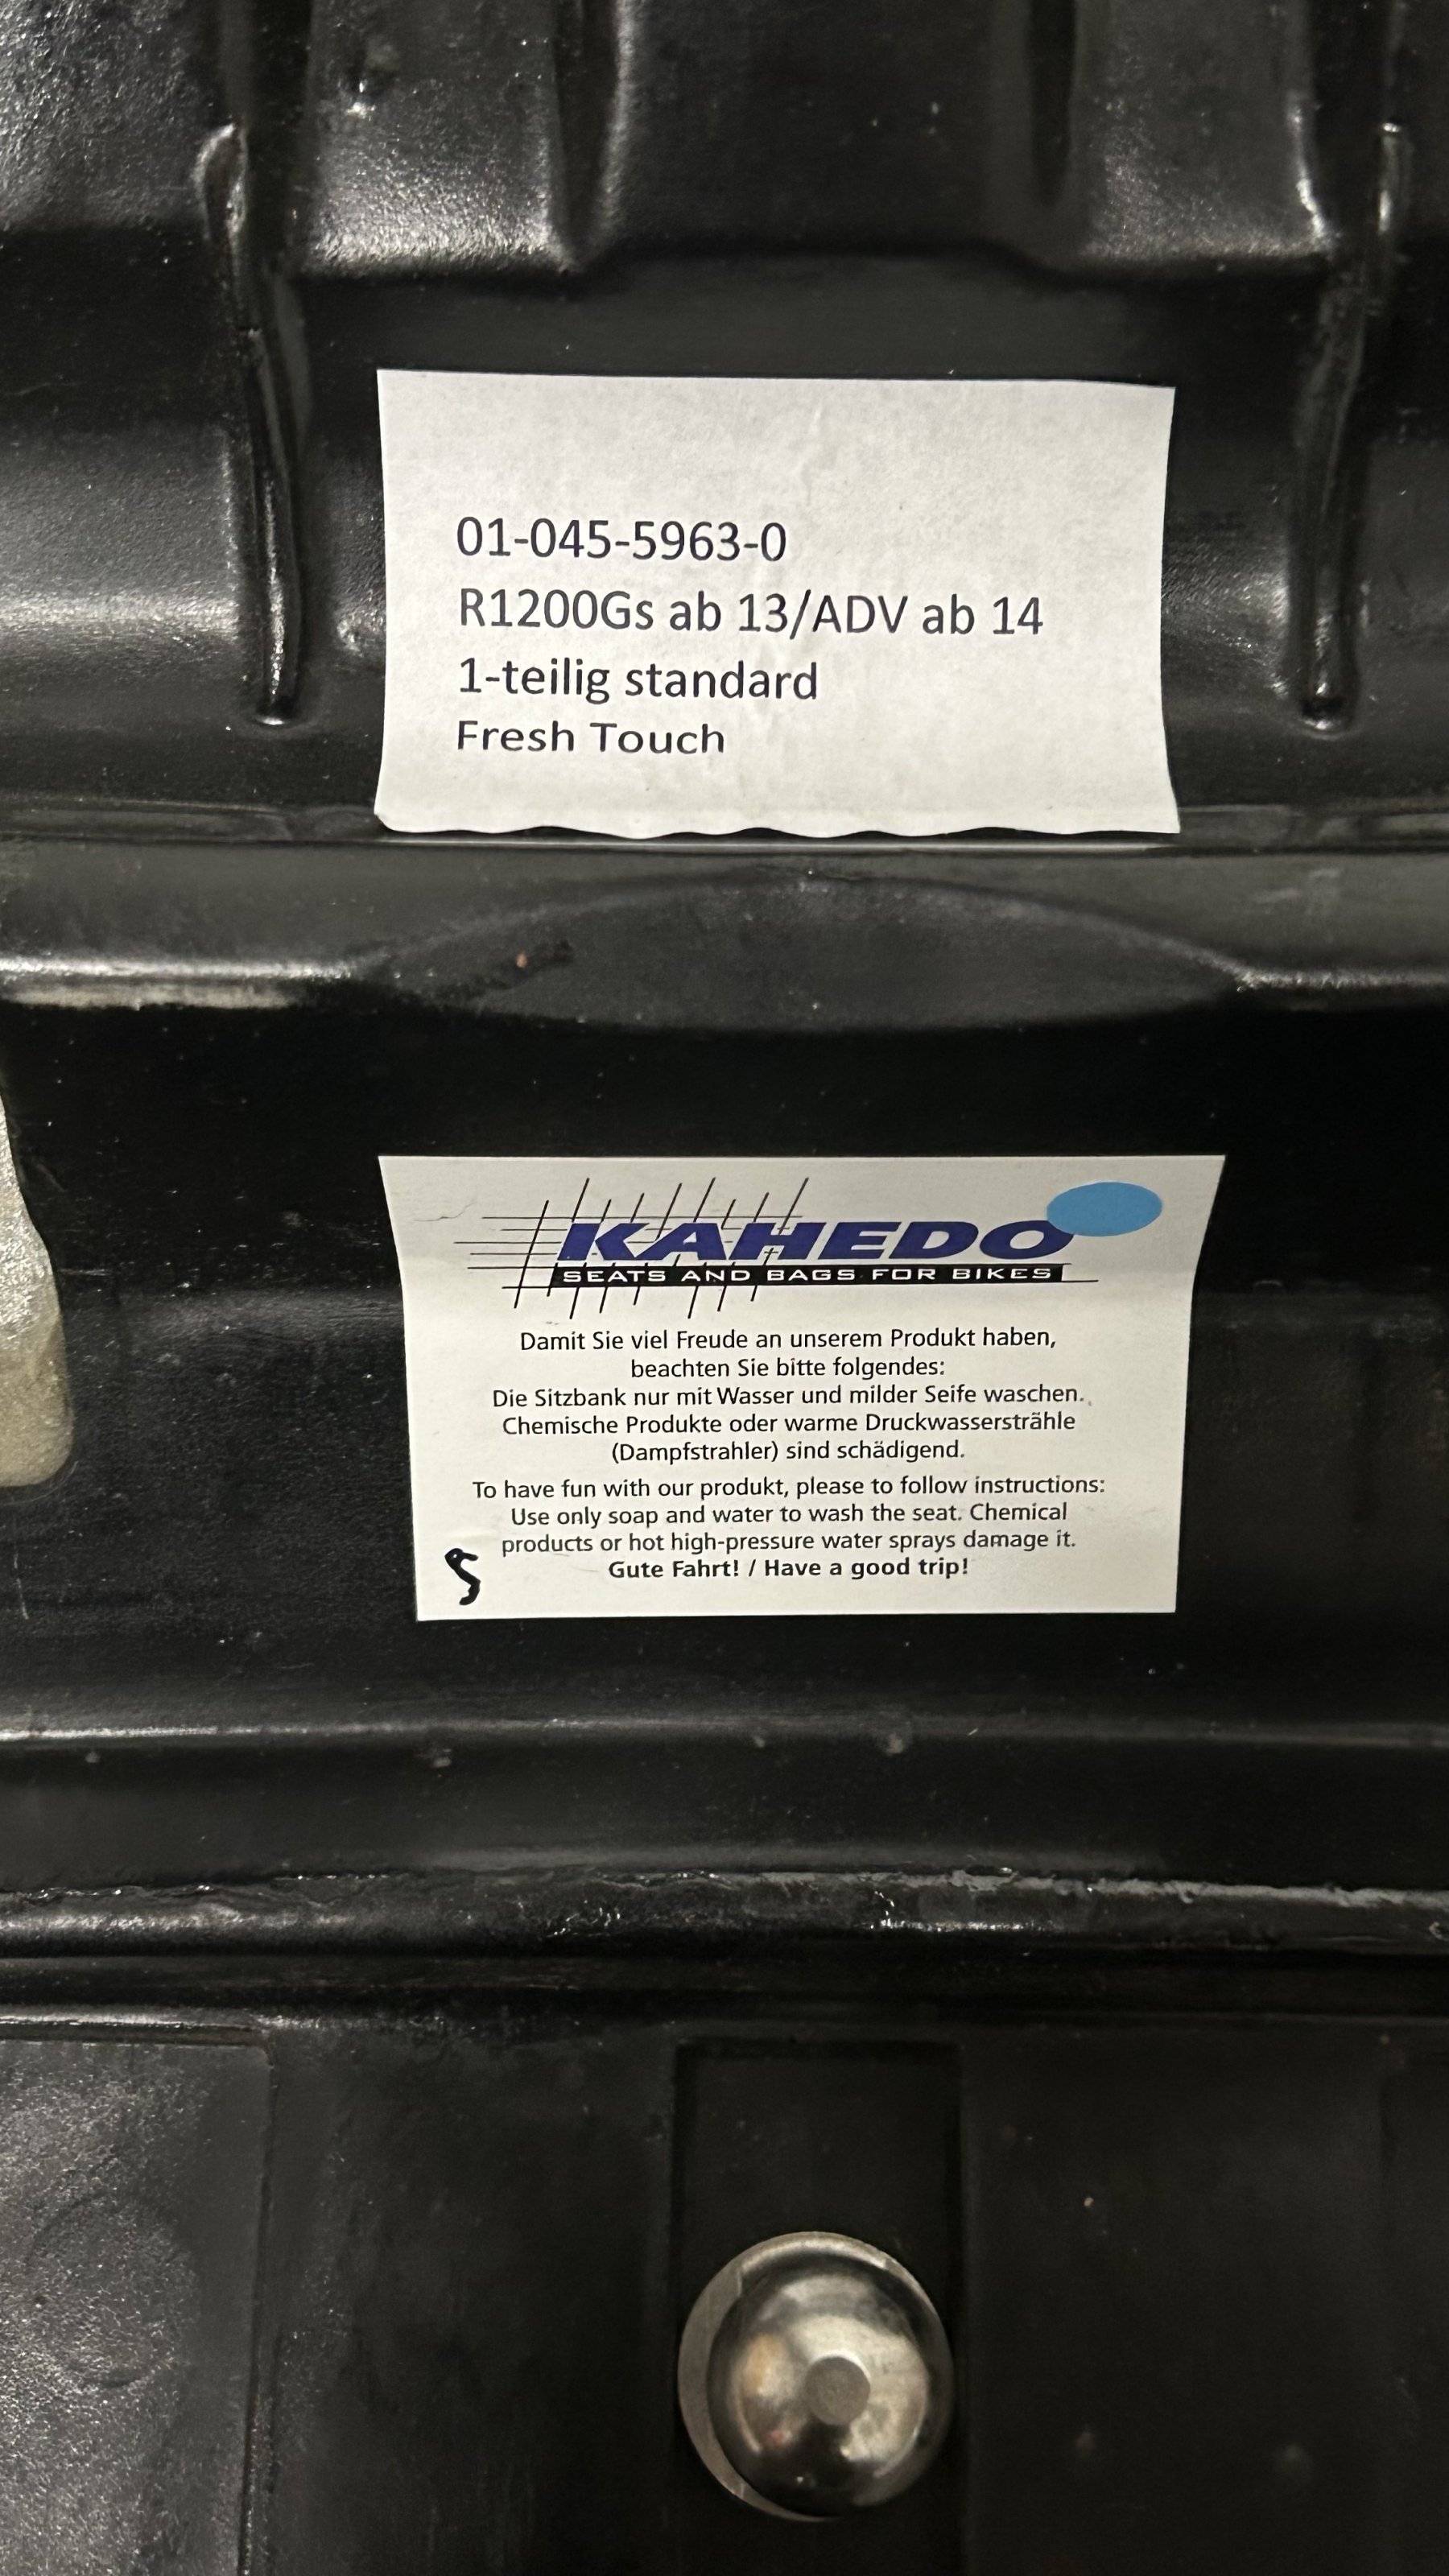 01-045-5963-0
R1200Gs ab 13/ADV ab 14
1-teilig standard
Fresh Touch
KAHEDO
SEATS AND BAGS FOR BIKES
Damit Sie viel Freude an unserem Produkt haben,
beachten Sie bitte folgendes:
Die Sitzbank nur mit Wasser und milder Seife waschen.
Chemische Produkte oder warme Druckwassersträhle
(Dampfstrahler) sind schädigend.
To have fun with our produkt, please to follow instructions:
Use only soap and water to wash the seat. Chemical
products or hot high-pressure water sprays damage it.
Gute Fahrt! / Have a good trip!